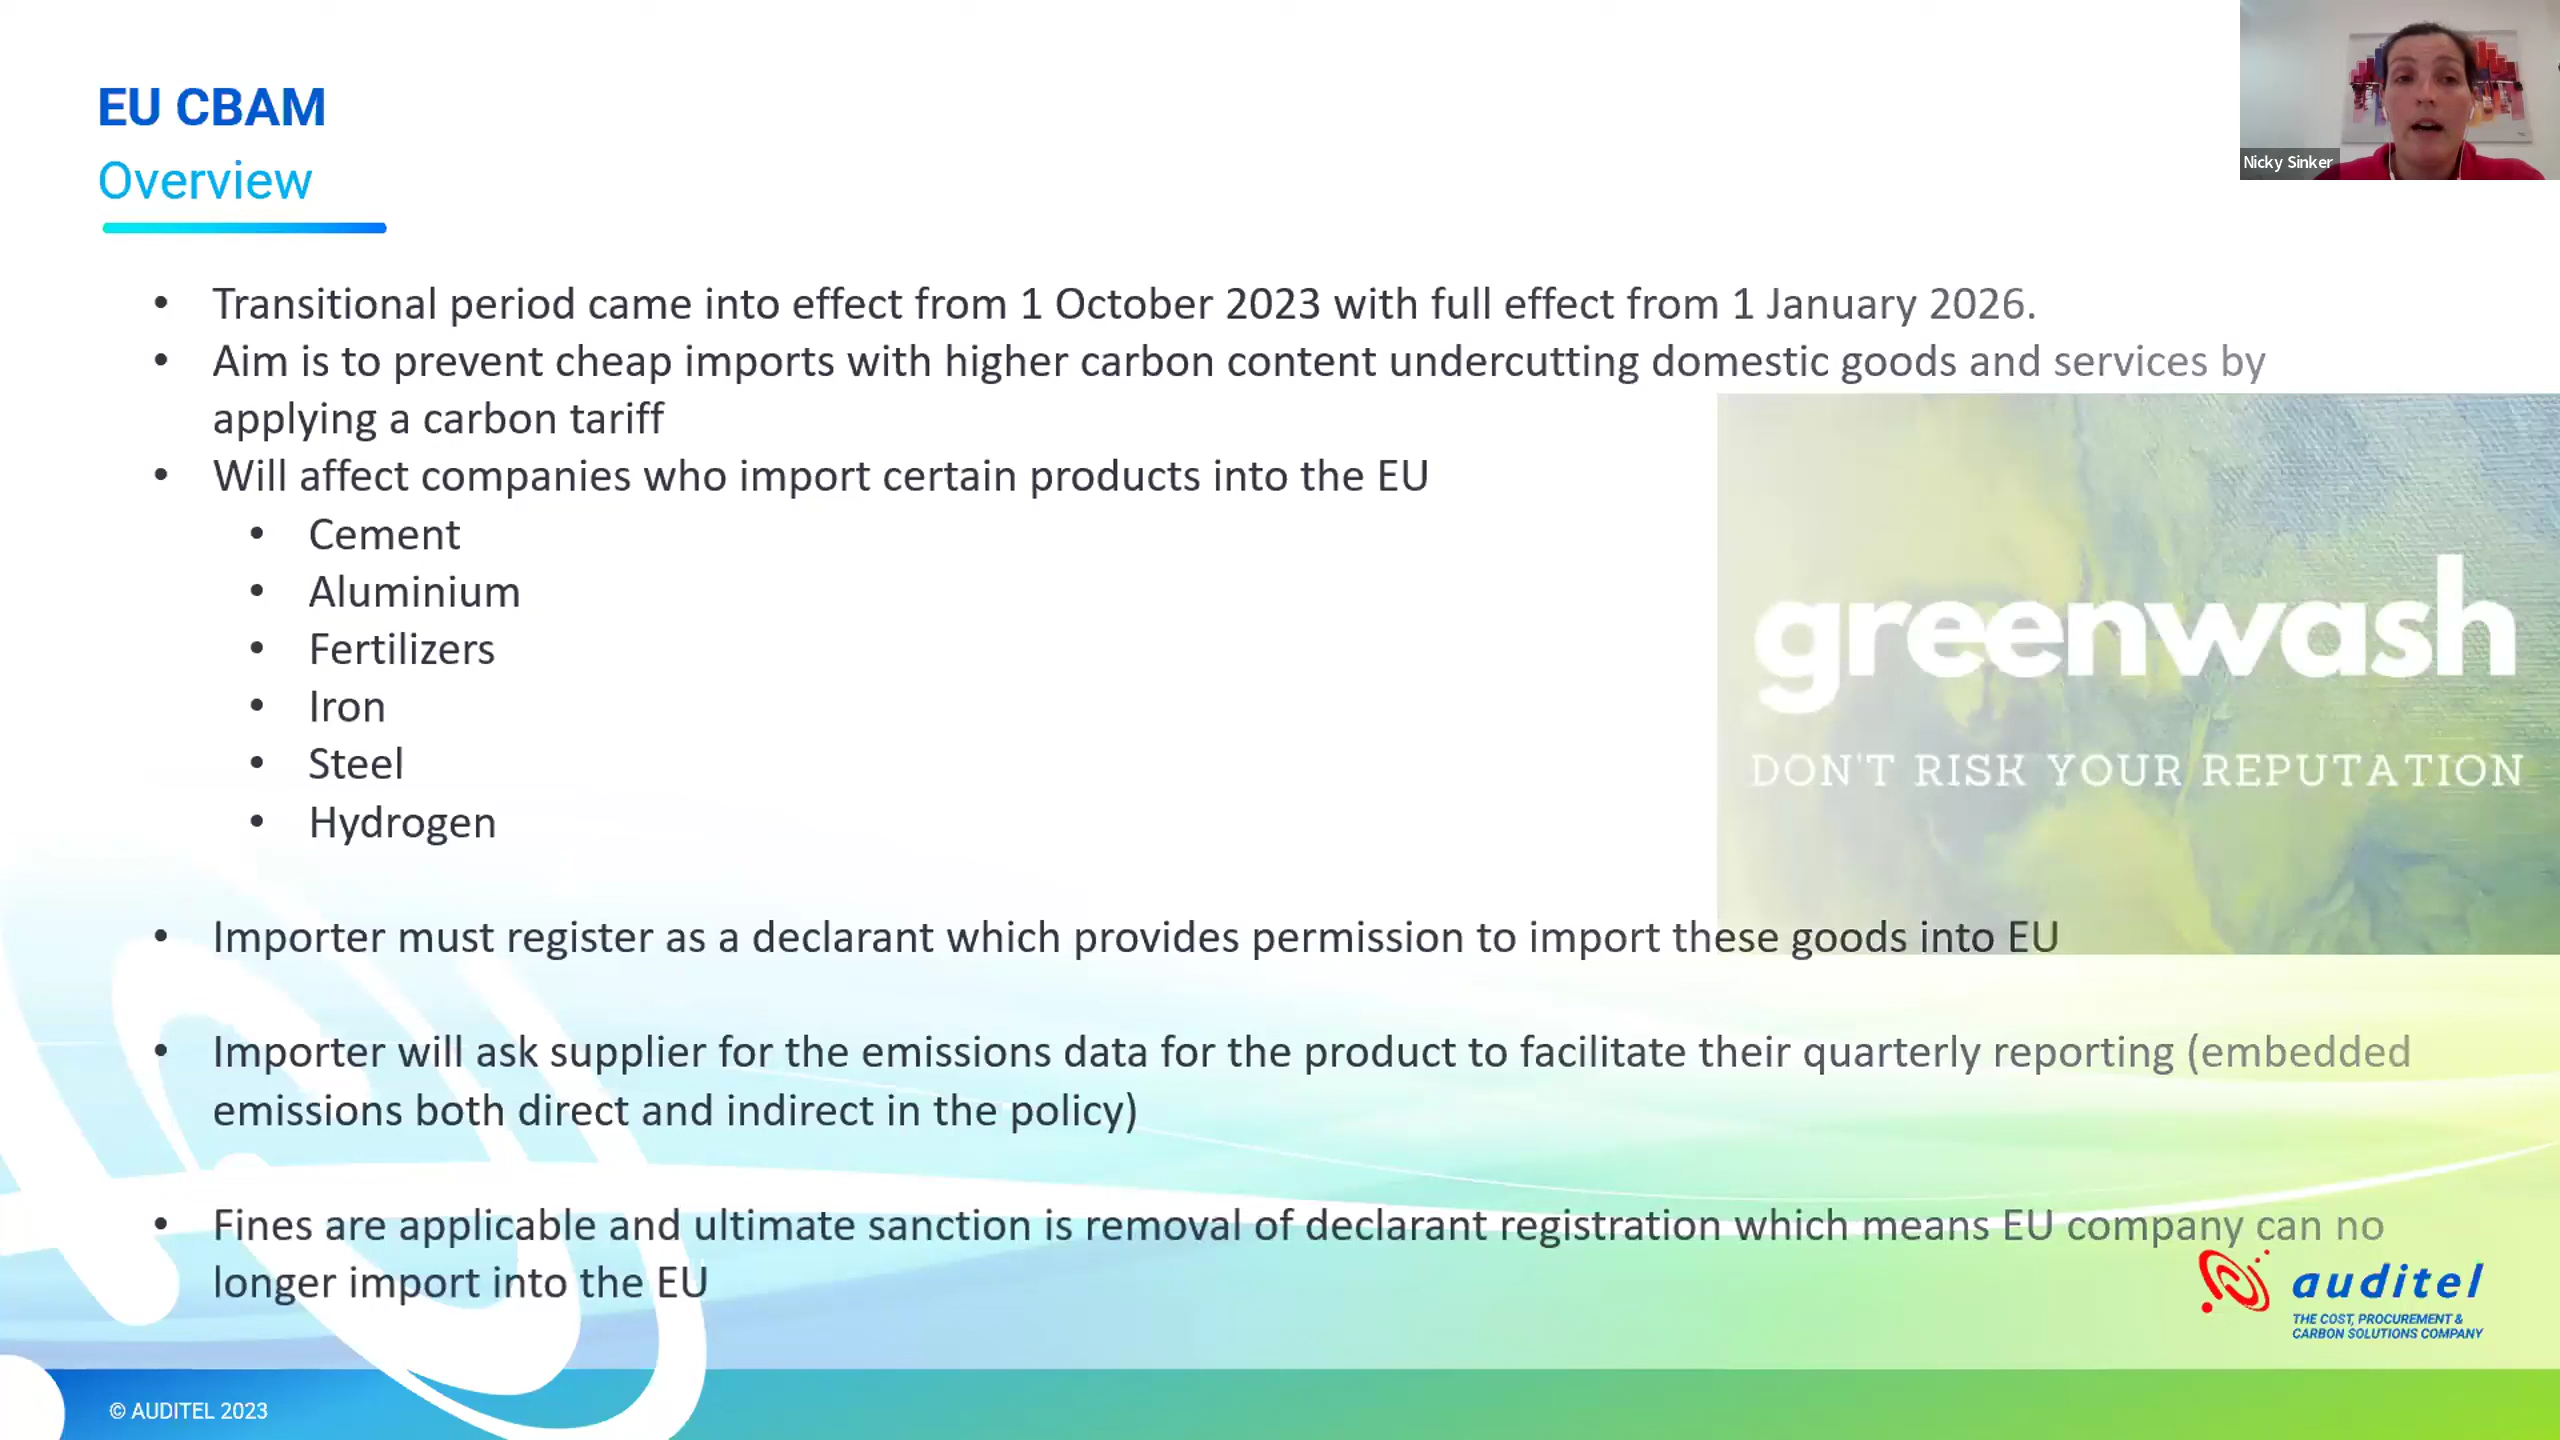 EU CBAM
Overview
Nicky Sinker
• Transitional period came into effect from 1 October 2023 with full effect from 1 January 2026.
• Aim is to prevent cheap imports with higher carbon content undercutting domestic goods and services by
applying a carbon tariff
• Will affect companies who import certain products into the EU
• Cement
• Aluminium
• Fertilizers
• Iron
• Steel
• Hydrogen
greenwash
DON'T RISK YOUR REPUTATION
• Importer must register as a declarant which provides permission to import these goods into EU
• Importer will ask supplier for the emissions data for the product to facilitate their quarterly reporting (embedded
emissions both direct and indirect in the policy)
• Fines are applicable and ultimate sanction is removal of declarant registration which means EU company can no
longer import into the EU
auditel
THE COST, PROCUREMENT &
CARBON SOLUTIONS COMPANY
© AUDITEL 2023